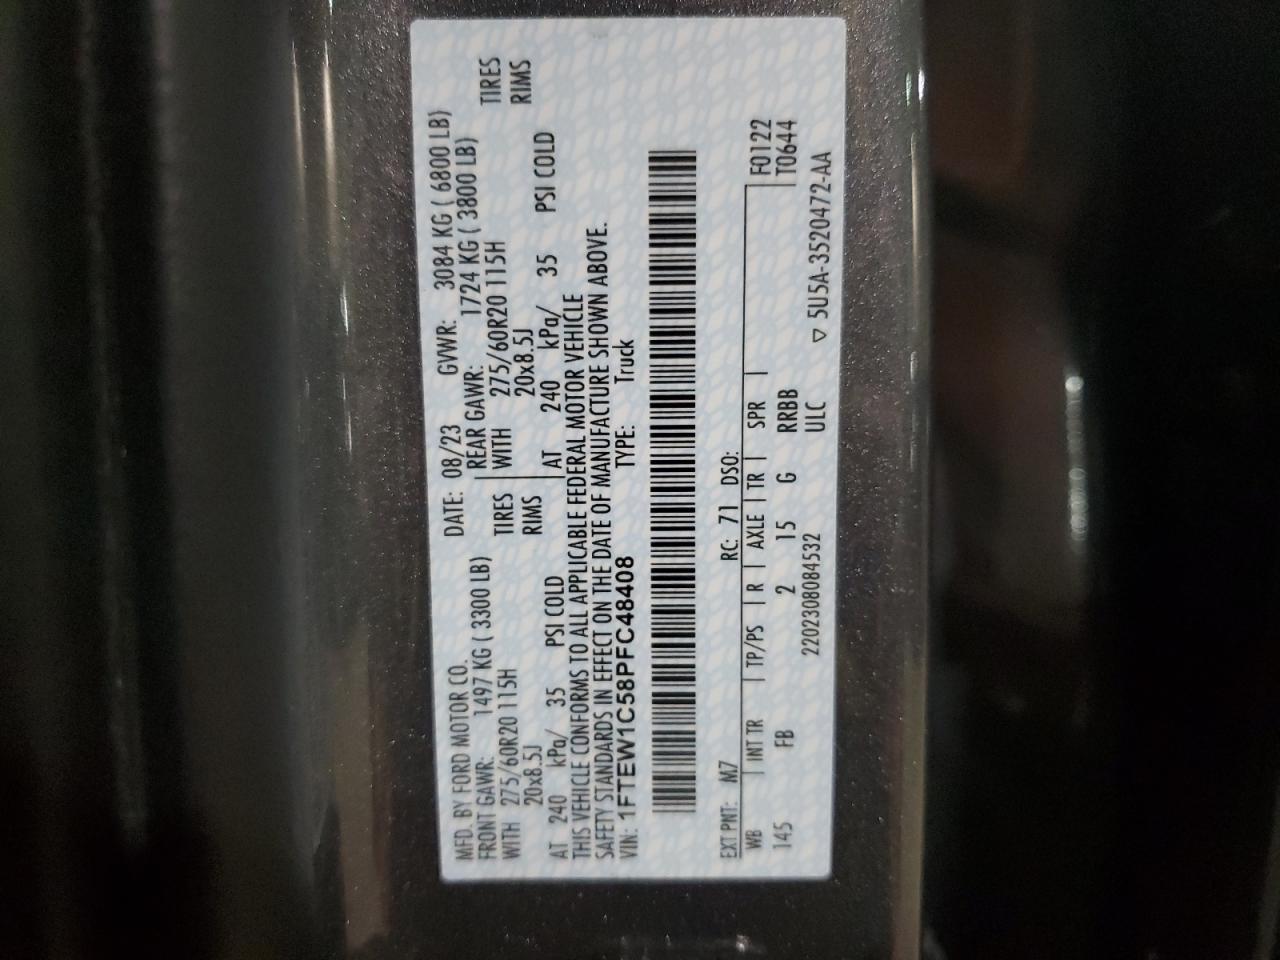 MFD. BY FORD MOTOR CO. DATE: 08/23 GVWR: 3084 KG ( 6800 LB)
FRONT GAWR: 1497 KG ( 3300 LB) REAR GAWR: 1724 KG ( 3800 LB)
WITH 275/60R20 115H TIRES WITH 275/60R20 115H TIRES
20x8.5J RIMS 20x8.5J RIMS
AT 240 kPa/ 35 PSI COLD AT 240 kPa/ 35 PSI COLD
THIS VEHICLE CONFORMS TO ALL APPLICABLE FEDERAL MOTOR VEHICLE
SAFETY STANDARDS IN EFFECT ON THE DATE OF MANUFACTURE SHOWN ABOVE.
VIN: 1FTEW1C58PFC48408 TYPE: Truck
EXT PNT: M7 RC: 71 DSO:
WB INT TR TP/PS R AXLE TR SPR F0122
145 FB 2 15 G RRBB T0644
2202308084532 ULC ▽ 5U5A-3520472-AA